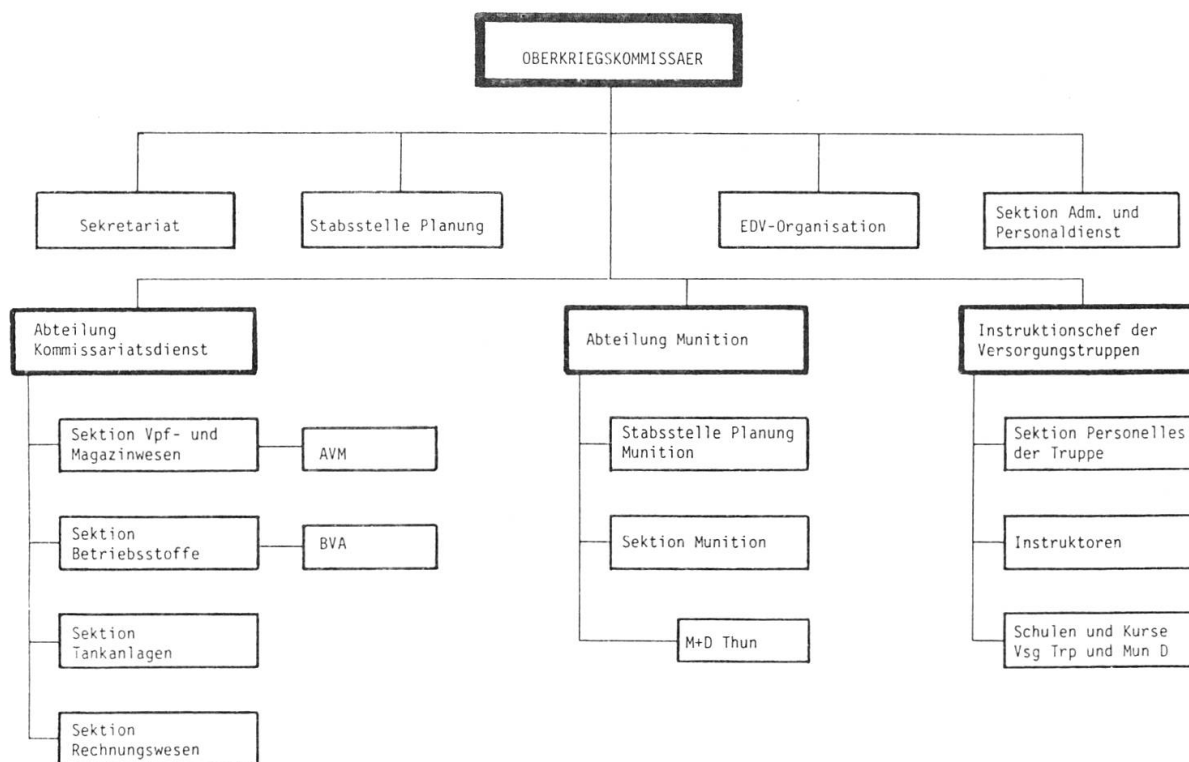 OBERKRIEGSKOMMISSAER
Sekretariat
Stabsstelle Planung
EDV-Organisation
Sektion Adm. und
Personaldienst
Abteilung
Kommissariatsdienst
Abteilung Munition
Instruktionschef der
Versorgungstruppen
Sektion Vpf- und
Magazinwesen
AVM
Stabsstelle Planung
Munition
Sektion Personelles
der Truppe
Sektion
Betriebsstoffe
BVA
Sektion Munition
Instruktoren
Sektion
Tankanlagen
M+D Thun
Schulen und Kurse
Vsg Trp und Mun D
Sektion
Rechnungswesen